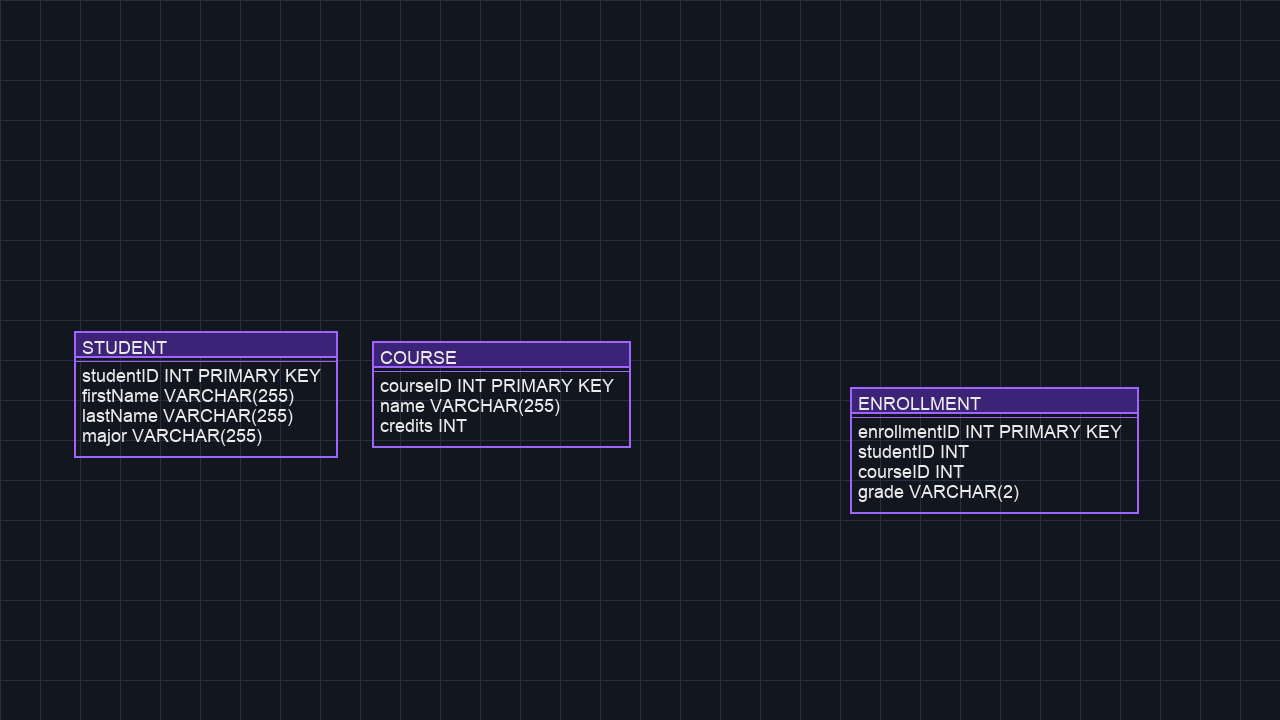 STUDENT
studentID INT PRIMARY KEY
firstName VARCHAR(255)
lastName VARCHAR(255)
major VARCHAR(255)
COURSE
courseID INT PRIMARY KEY
name VARCHAR(255)
credits INT
ENROLLMENT
enrollmentID INT PRIMARY KEY
studentID INT
courseID INT
grade VARCHAR(2)